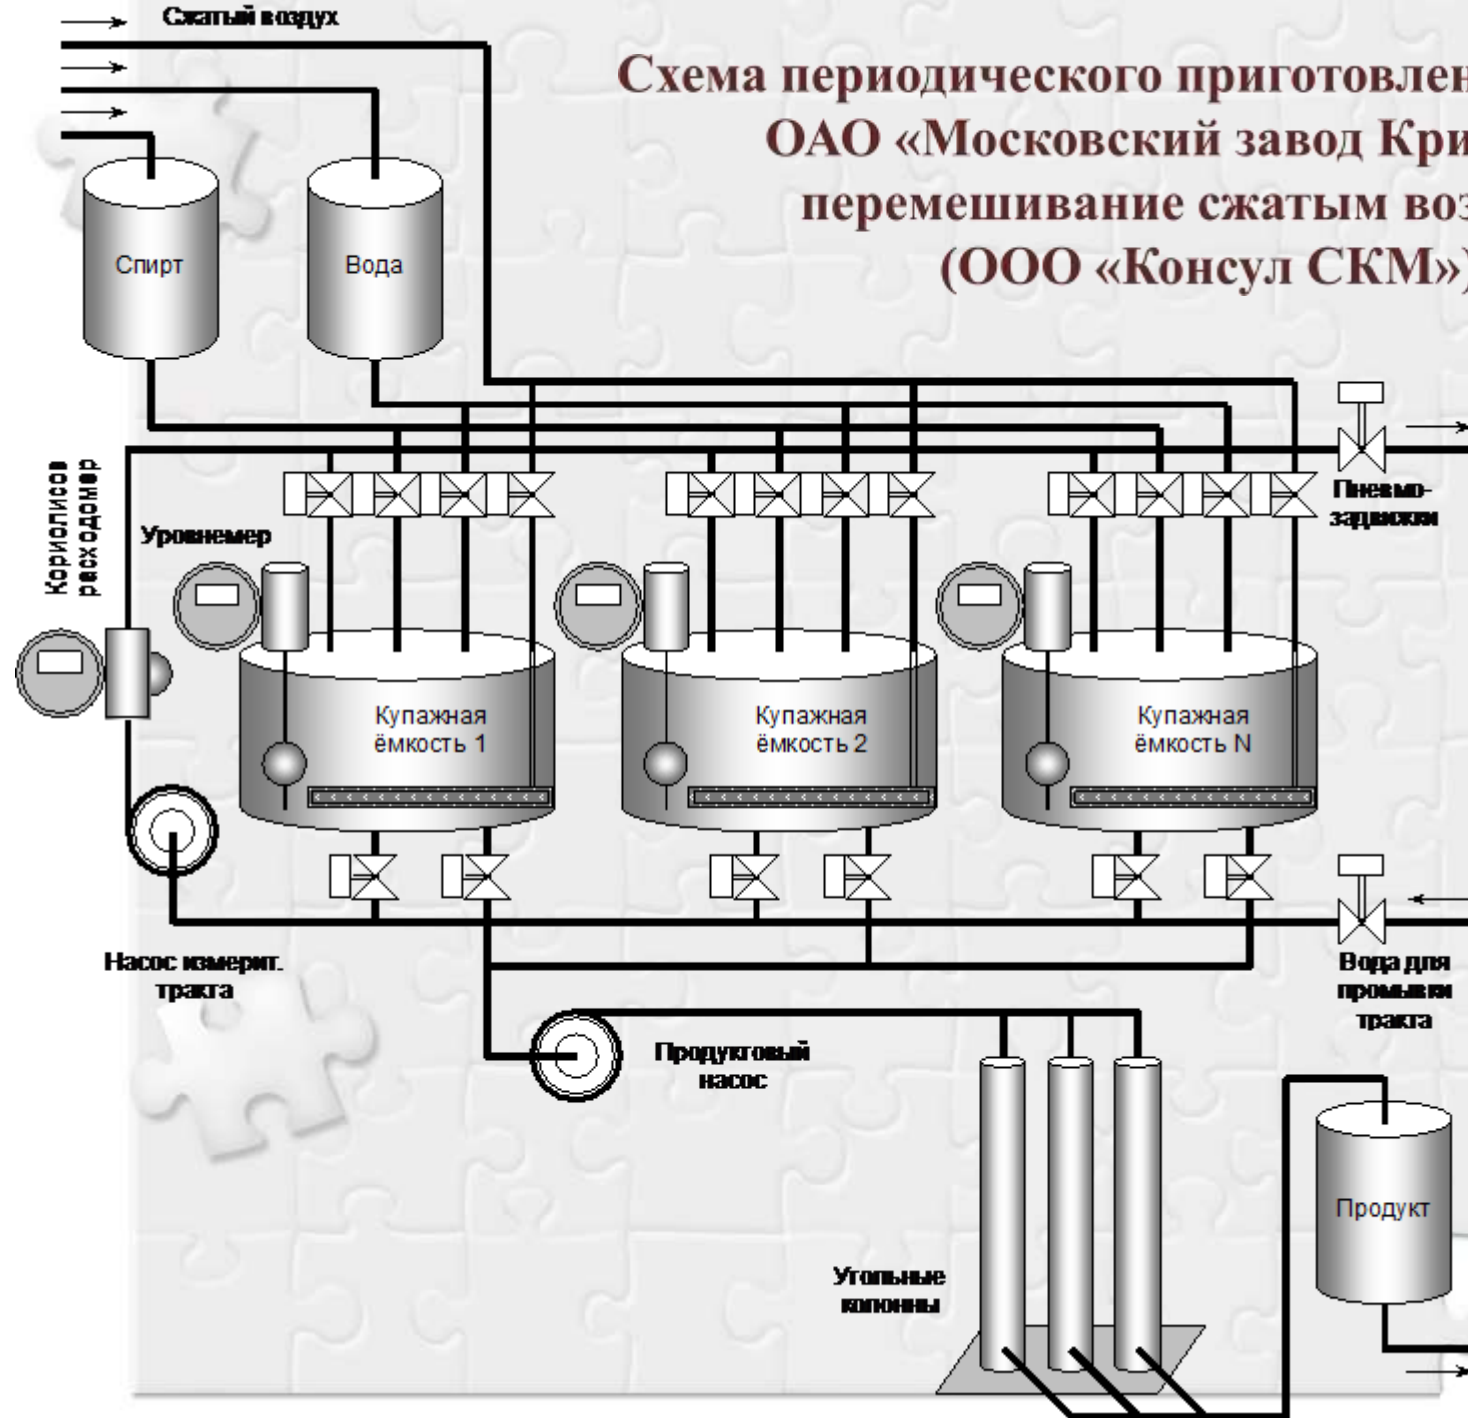 Сжатый воздух
Схема периодического приготовлен
ОАО «Московский завод Кри
перемешивание сжатым воз
(ООО «Консул СКМ»)
Спирт
Вода
Кориолисов
расходомер
Уровнемер
Пневмо-
задвижки
Купажная
ёмкость 1
Купажная
ёмкость 2
Купажная
ёмкость N
Насос измерит.
тракта
Вода для
промывки
тракта
Продуктовый
насос
Продукт
Угольные
колонны